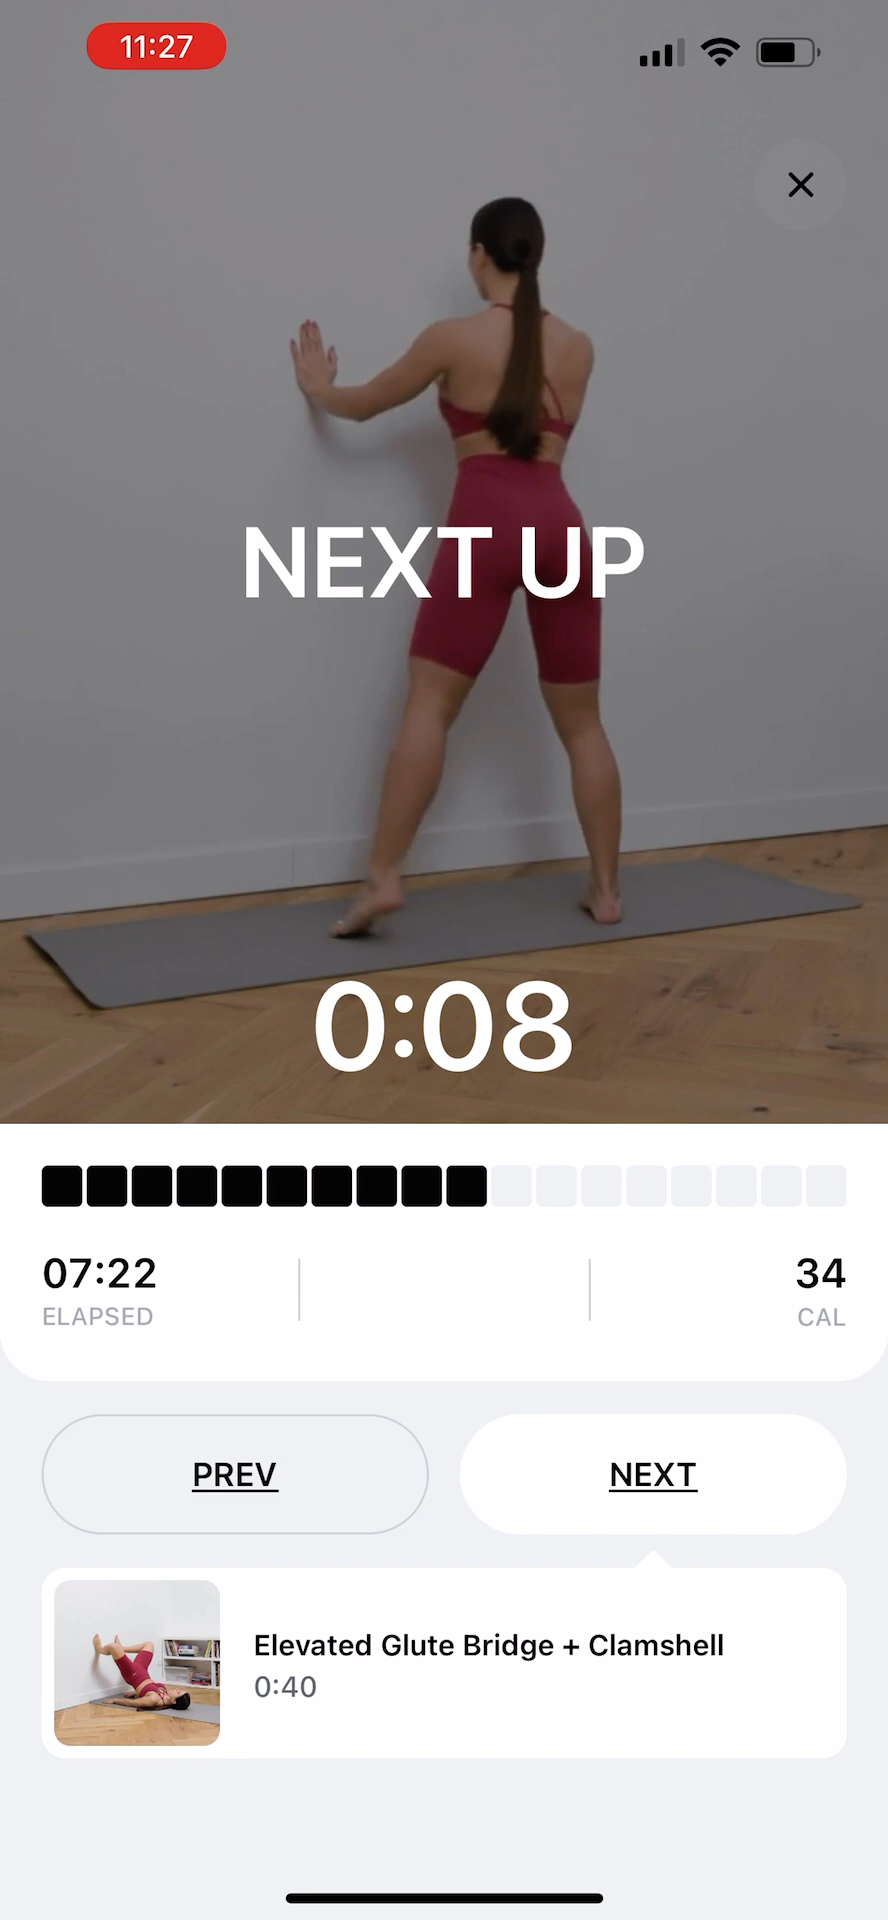 11:27
NEXT UP
0:08
07:22
ELAPSED
34
CAL
PREV
NEXT
Elevated Glute Bridge + Clamshell
0:40